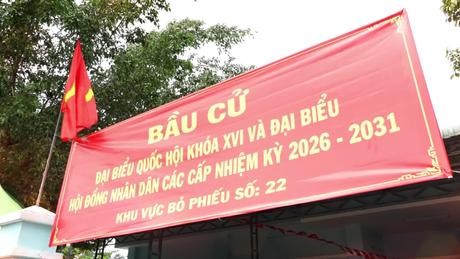 BẦU CỬ
ĐẠI BIỂU QUỐC HỘI KHÓA XVI VÀ ĐẠI BIỂU
HỘI ĐỒNG NHÂN DÂN CÁC CẤP NHIỆM KỲ 2026 - 2031
KHU VỰC BỎ PHIẾU SỐ: 22